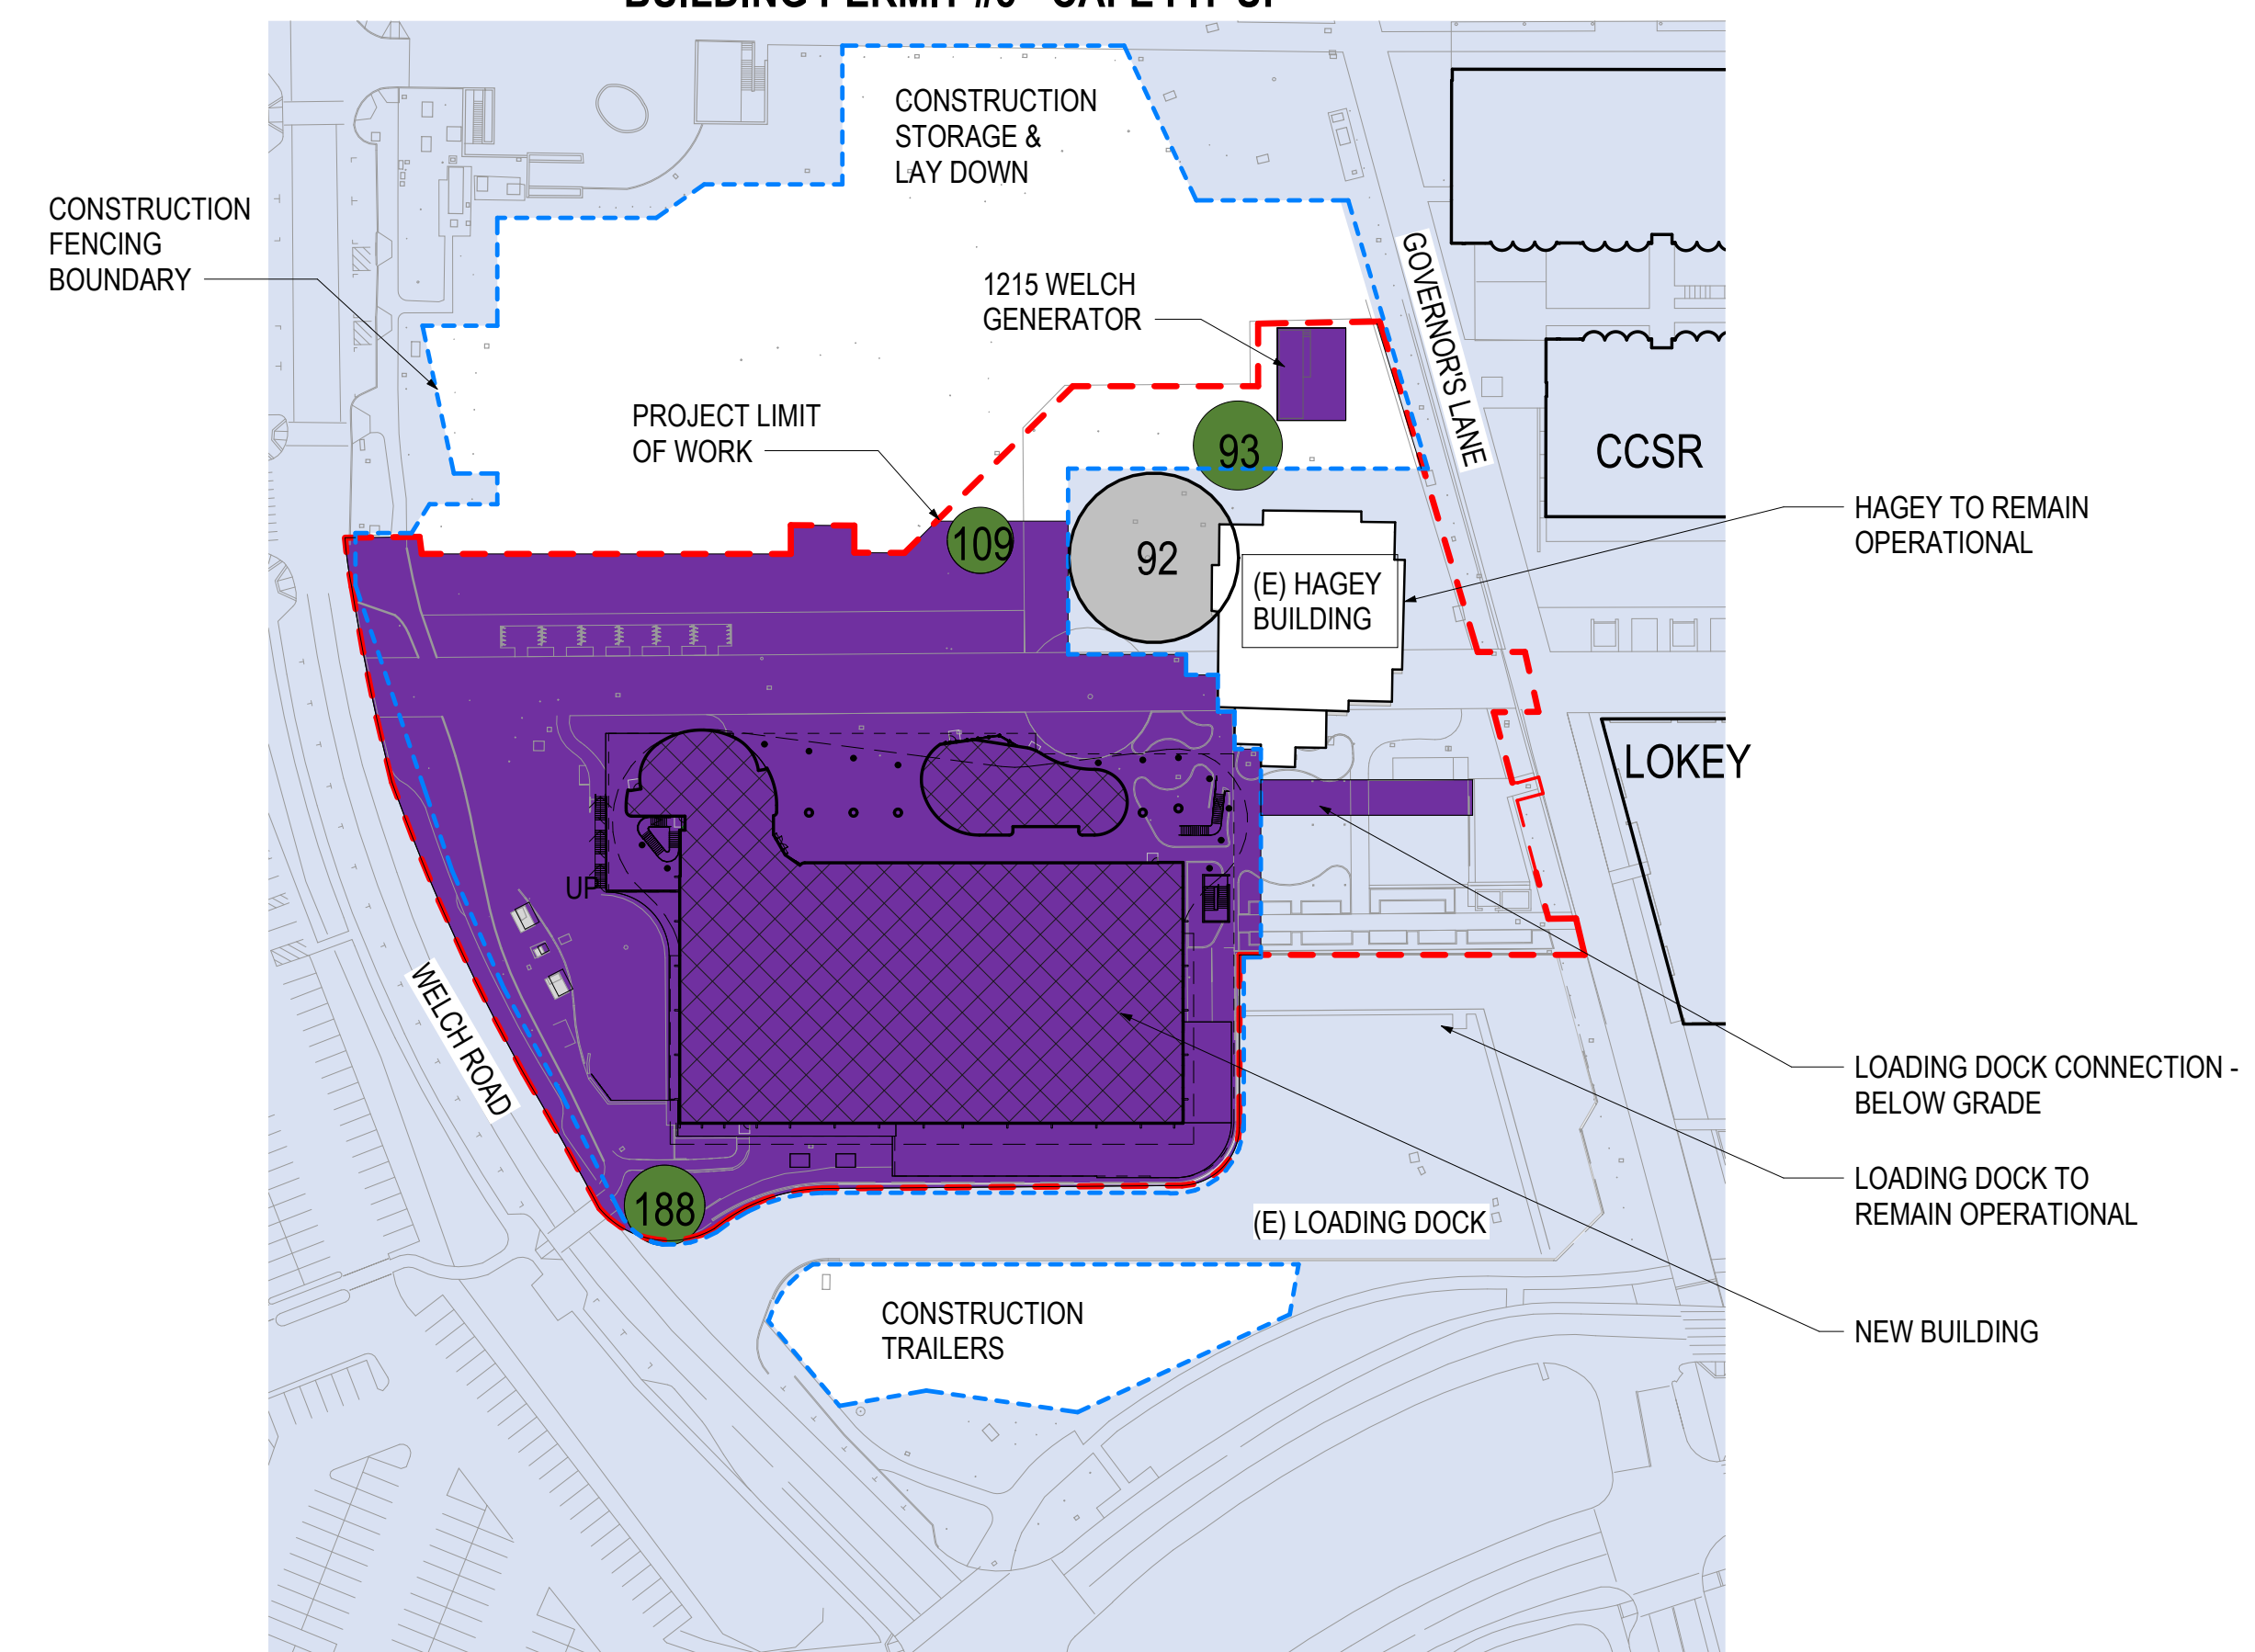 CONSTRUCTION
STORAGE &
LAY DOWN
CONSTRUCTION
FENCING
BOUNDARY
GOVERNOR'S LANE
1215 WELCH
GENERATOR
PROJECT LIMIT
OF WORK
93
CCSR
HAGEY TO REMAIN
OPERATIONAL
109
92
(E) HAGEY
BUILDING
LOKEY
UP
WELCH ROAD
LOADING DOCK CONNECTION -
BELOW GRADE
LOADING DOCK TO
REMAIN OPERATIONAL
188
(E) LOADING DOCK
CONSTRUCTION
TRAILERS
NEW BUILDING